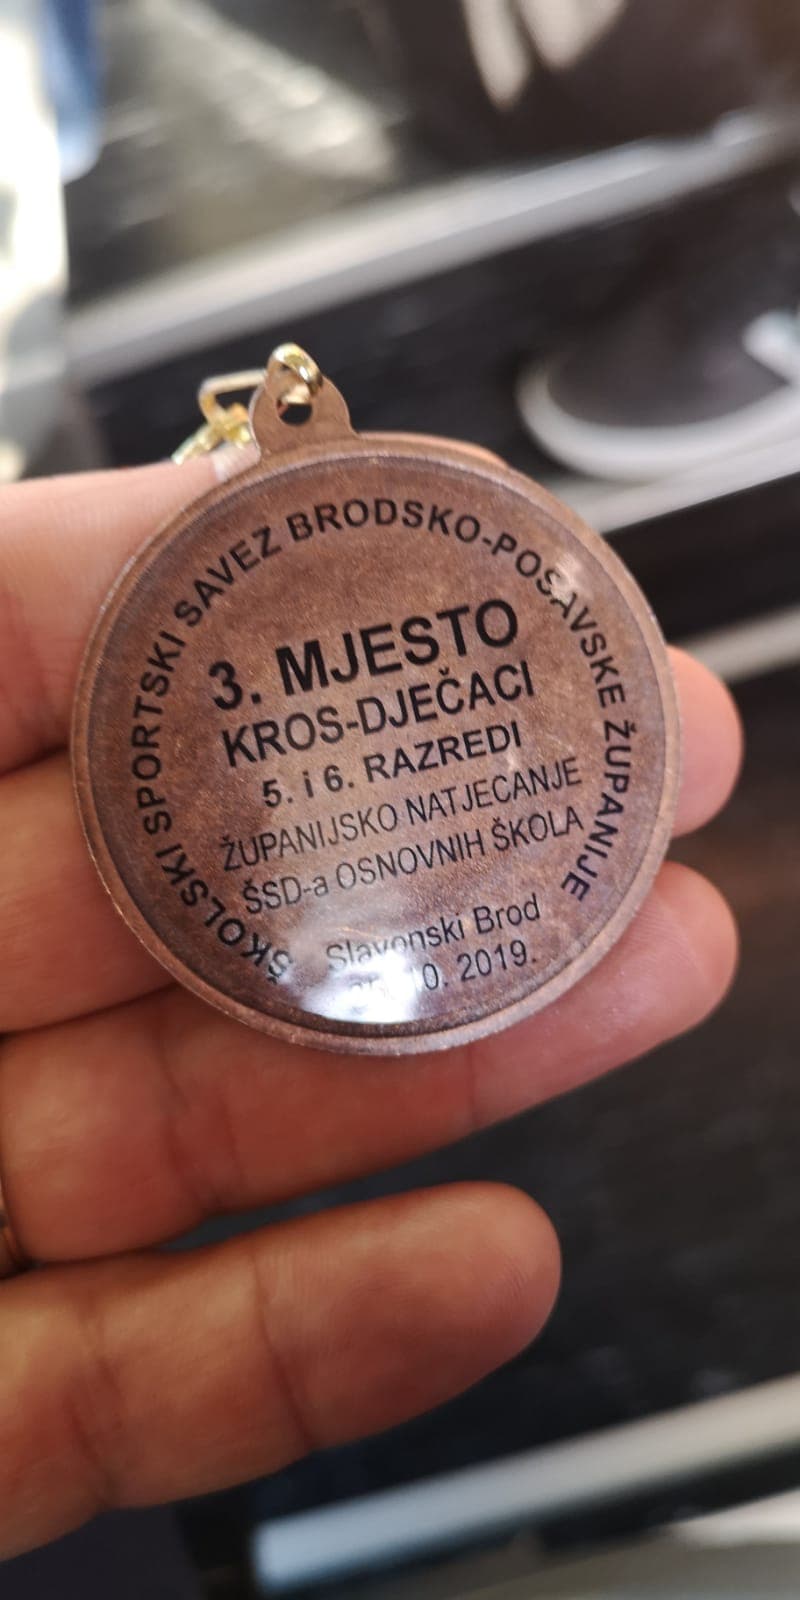 ŠKOLSKI SPORTSKI SAVEZ BRODSKO-POSAVSKE ŽUPANIJE
3. MJESTO
KROS-DJEČACI
5. i 6. RAZREDI
ŽUPANIJSKO NATJECANJE
ŠSD-a OSNOVNIH ŠKOLA
Slavonski Brod
10. 2019.